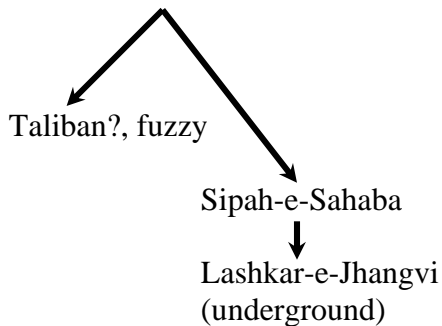 Taliban?, fuzzy
Sipah-e-Sahaba
Lashkar-e-Jhangvi
(underground)